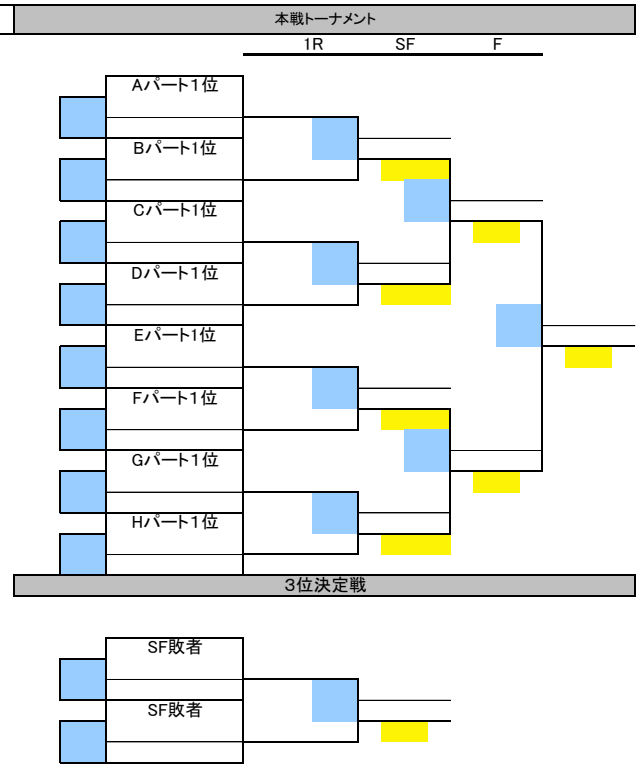 本戦トーナメント
1R SF F
Aパート1位
Bパート1位
Cパート1位
Dパート1位
Eパート1位
Fパート1位
Gパート1位
Hパート1位
3位決定戦
SF敗者
SF敗者